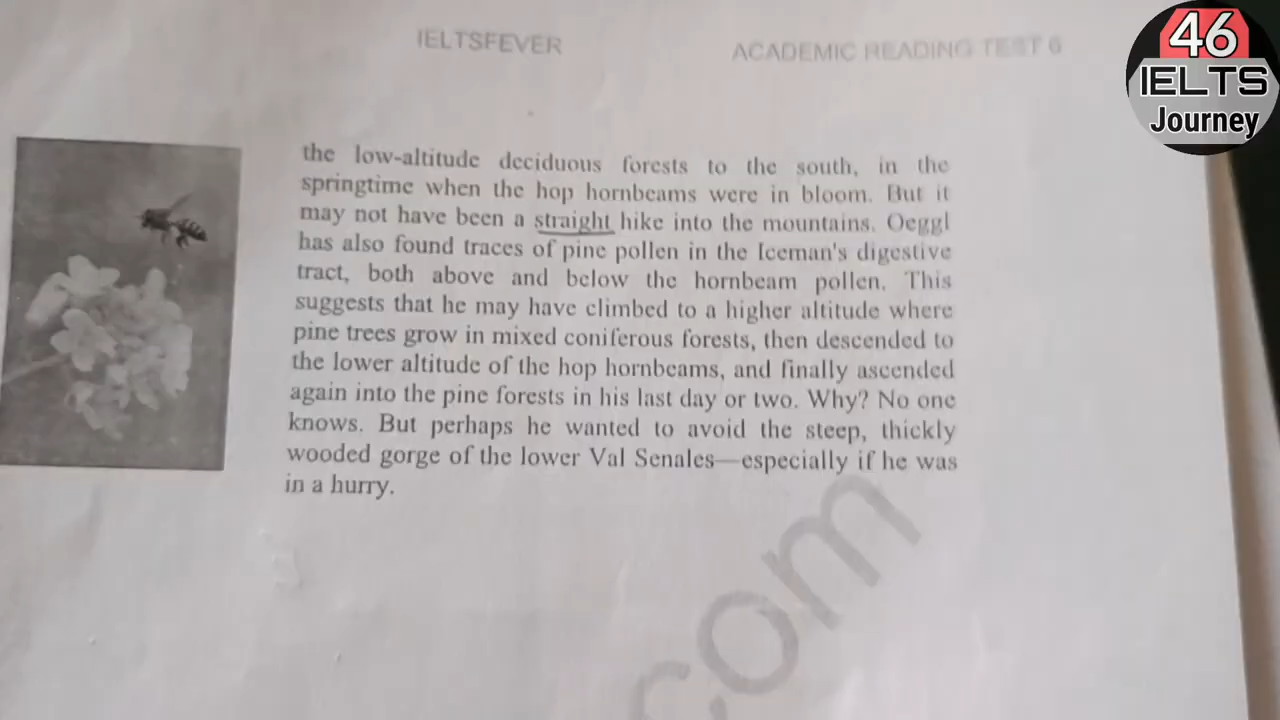 IELTSFEVER
ACADEMIC READING TEST 6
46
IELTS
Journey
the low-altitude deciduous forests to the south, in the
springtime when the hop hornbeams were in bloom. But it
may not have been a straight hike into the mountains. Oeggl
has also found traces of pine pollen in the Iceman's digestive
tract, both above and below the hornbeam pollen. This
suggests that he may have climbed to a higher altitude where
pine trees grow in mixed coniferous forests, then descended to
the lower altitude of the hop hornbeams, and finally ascended
again into the pine forests in his last day or two. Why? No one
knows. But perhaps he wanted to avoid the steep, thickly
wooded gorge of the lower Val Senales—especially if he was
in a hurry.
.com